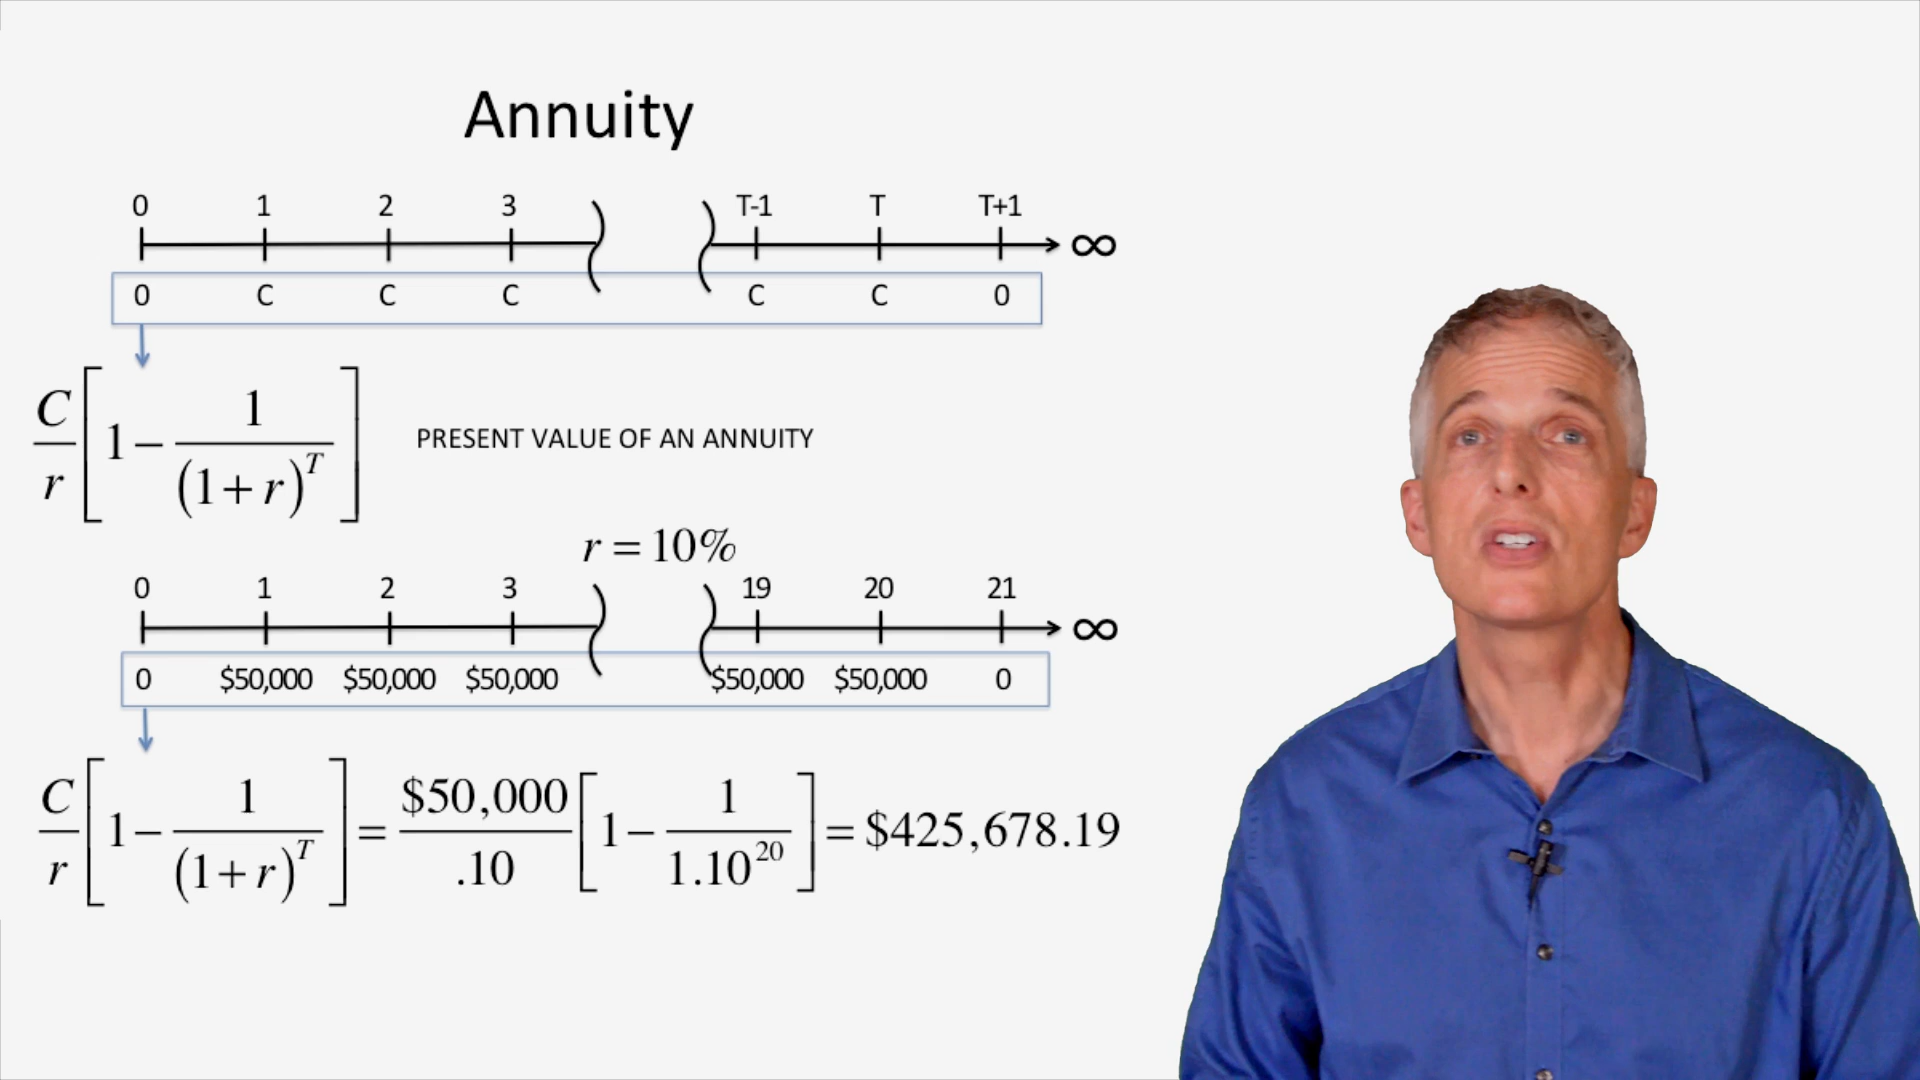 Annuity
0 1 2 3 T-1 T T+1
∞
0 C C C C C 0
C/r [1 − 1/(1+r)^T] PRESENT VALUE OF AN ANNUITY
r = 10%
0 1 2 3 19 20 21
∞
0 $50,000 $50,000 $50,000 $50,000 $50,000 0
C/r [1 − 1/(1+r)^T] = $50,000/.10 [1 − 1/1.10^20] = $425,678.19